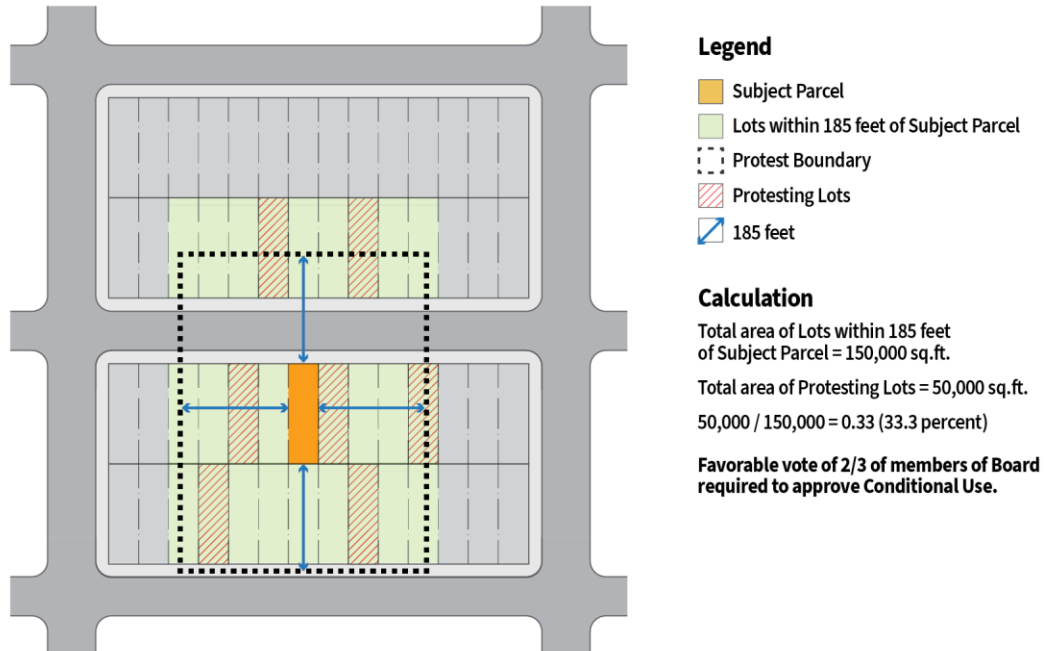 Legend
Subject Parcel
Lots within 185 feet of Subject Parcel
Protest Boundary
Protesting Lots
185 feet
Calculation
Total area of Lots within 185 feet
of Subject Parcel = 150,000 sq.ft.
Total area of Protesting Lots = 50,000 sq.ft.
50,000 / 150,000 = 0.33 (33.3 percent)
Favorable vote of 2/3 of members of Board
required to approve Conditional Use.